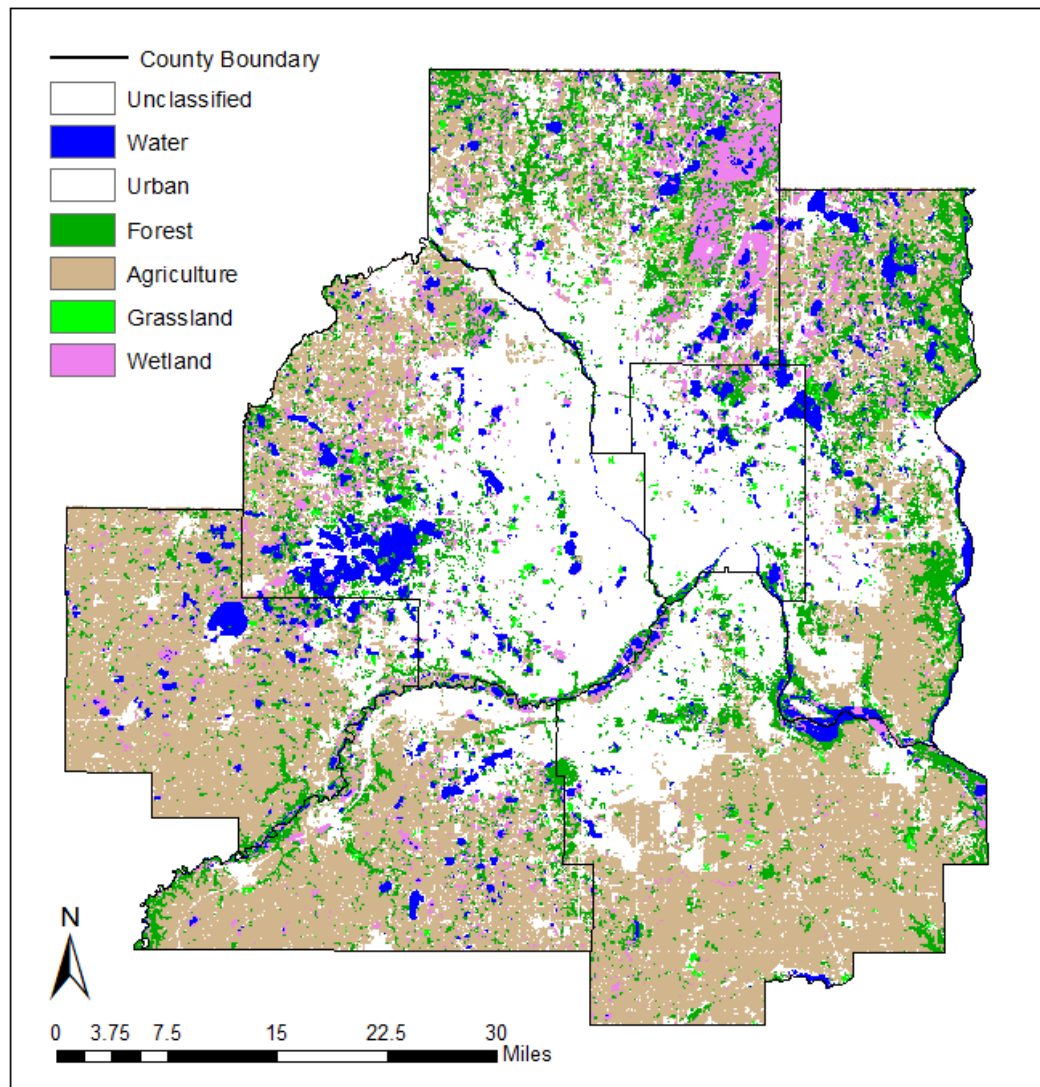 County Boundary
Unclassified
Water
Urban
Forest
Agriculture
Grassland
Wetland
N
0 3.75 7.5 15 22.5 30
Miles